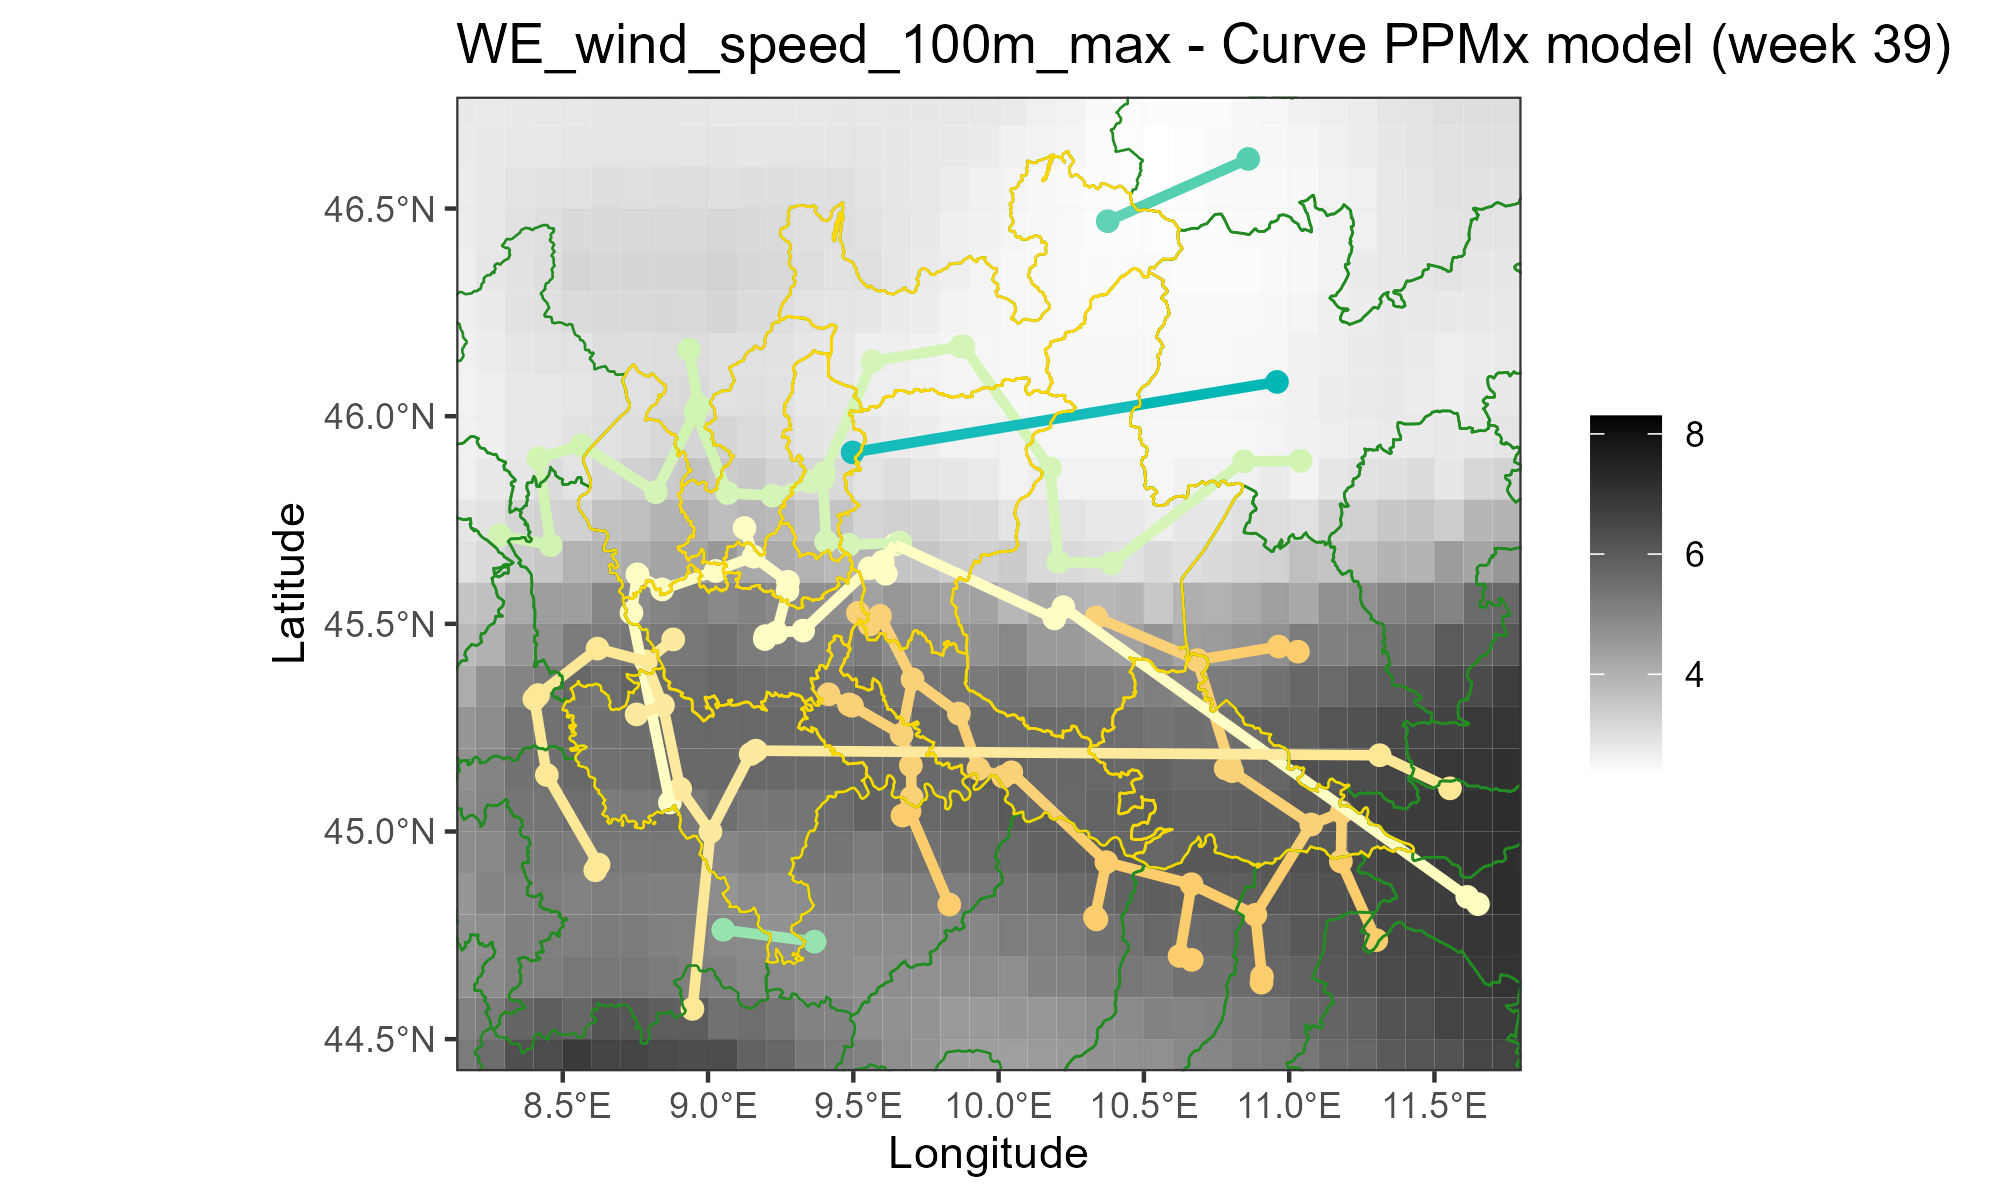 WE_wind_speed_100m_max - Curve PPMx model (week 39)
46.5°N
46.0°N
45.5°N
45.0°N
44.5°N
Latitude
8.5°E
9.0°E
9.5°E
10.0°E
10.5°E
11.0°E
11.5°E
Longitude
8
6
4